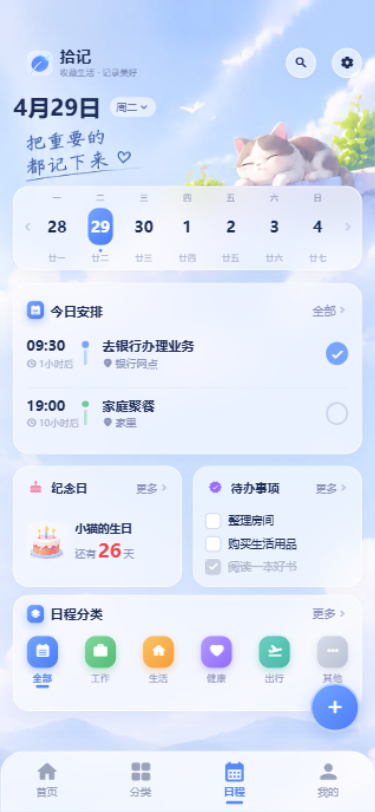 拾记
收藏生活·记录美好
4月29日 周二
把重要的
都记下来
一 二 三 四 五 六 日
28 29 30 1 2 3 4
廿一 廿二 廿三 廿四 廿五 廿六 廿七
今日安排 全部
09:30 去银行办理业务
1小时后 银行网点
19:00 家庭聚餐
10小时后 家里
纪念日 更多
小猫的生日
还有26天
待办事项 更多
整理房间
购买生活用品
阅读一本好书
日程分类 更多
全部 工作 生活 健康 出行 其他
+
首页 分类 日程 我的